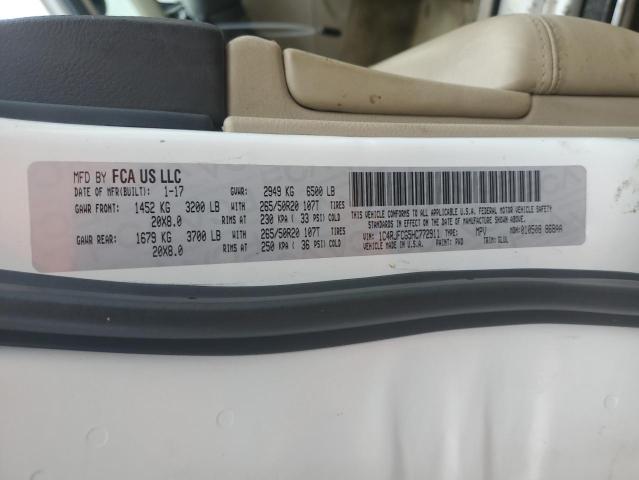 MFD BY FCA US LLC
DATE OF MFR(BUILT): 1-17 GVWR: 2949 KG 6500 LB
GAWR FRONT: 1452 KG 3200 LB WITH 265/50R20 107T TIRES
20X8.0 RIMS AT 230 KPA ( 33 PSI) COLD
GAWR REAR: 1679 KG 3700 LB WITH 265/50R20 107T TIRES
20X8.0 RIMS AT 250 KPA ( 36 PSI) COLD
THIS VEHICLE CONFORMS TO ALL APPLICABLE U.S.A. FEDERAL MOTOR VEHICLE SAFETY
STANDARDS IN EFFECT ON THE DATE OF MANUFACTURE SHOWN ABOVE.
VIN: 1C4RJFCG5HC772911 TYPE: MPV MDH: 010508 868AA
VEHICLE MADE IN U.S.A. PAINT: PW3 TRIM: